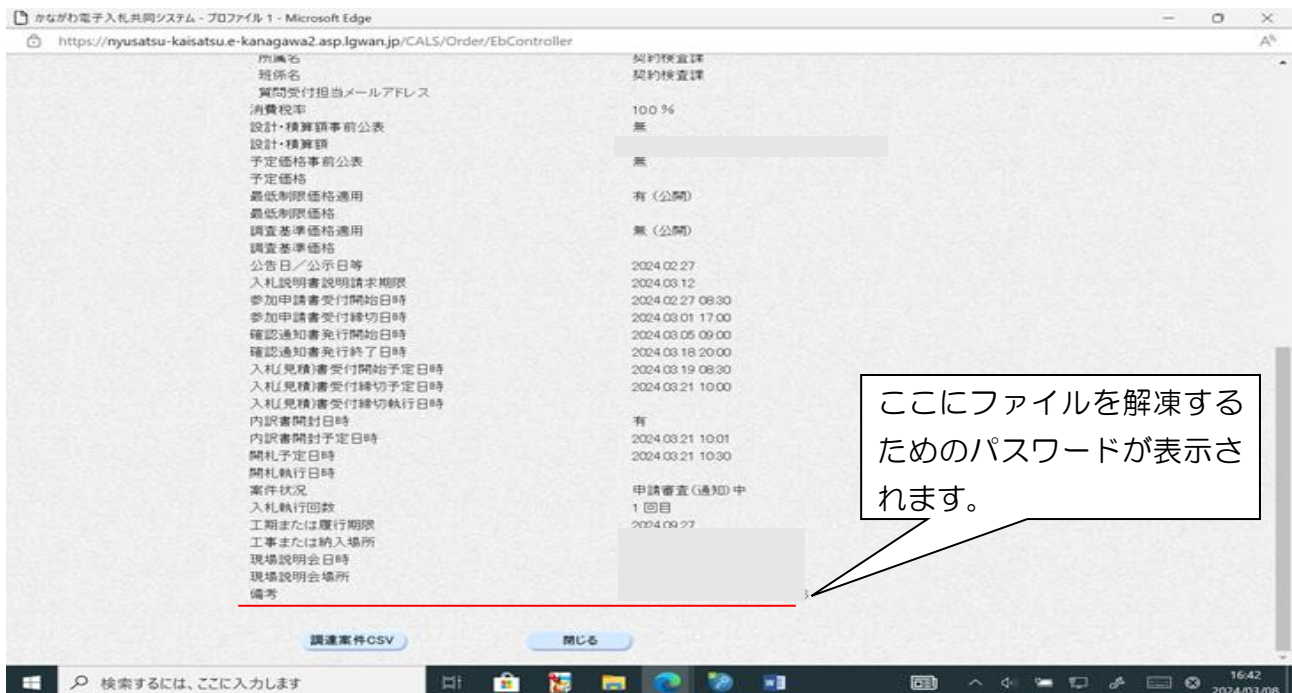 かながわ電子入札共同システム - プロファイル 1 - Microsoft Edge
https://nyusatsu-kaisatsu.e-kanagawa2.asp.lgwan.jp/CALS/Order/EbController
所属名 契約検査課
班係名 契約検査課
質問受付担当メールアドレス
消費税率 10.0 %
設計・積算額事前公表 無
設計・積算額
予定価格事前公表 無
予定価格
最低制限価格適用 有（公開）
最低制限価格
調査基準価格適用 無（公開）
調査基準価格
公告日／公示日等 2024.02.27
入札説明書説明請求期限 2024.03.12
参加申請書受付開始日時 2024.02.27 08:30
参加申請書受付締切日時 2024.03.01 17:00
確認通知書発行開始日時 2024.03.05 09:00
確認通知書発行終了日時 2024.03.18 20:00
入札(見積)書受付開始予定日時 2024.03.19 08:30
入札(見積)書受付締切予定日時 2024.03.21 10:00
入札(見積)書受付締切執行日時
内訳書開封日時 有
内訳書開封予定日時 2024.03.21 10:01
開札予定日時 2024.03.21 10:30
開札執行日時
案件状況 申請審査(通知)中
入札執行回数 1 回目
工期または履行期限 2024.09.27
工事または納入場所
現場説明会日時
現場説明会場所
備考
ここにファイルを解凍する
ためのパスワードが表示さ
れます。
調達案件CSV 閉じる
検索するには、ここに入力します
16:42
2024/03/08